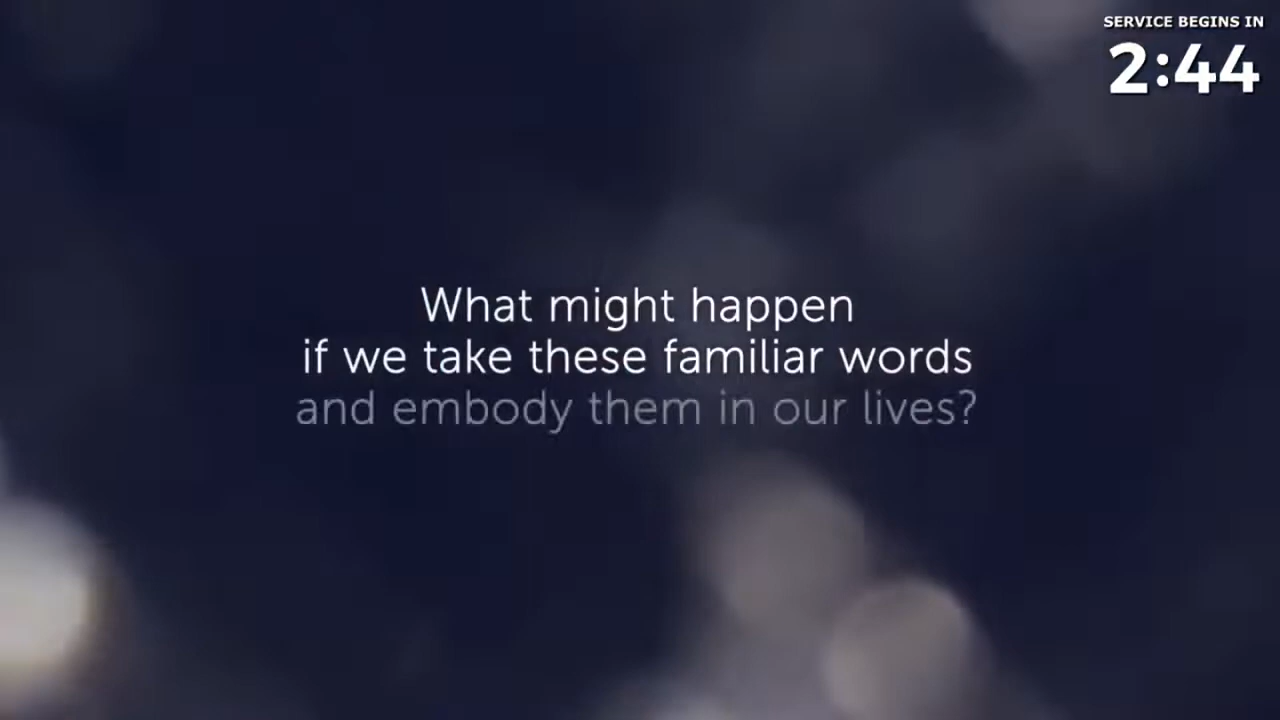 SERVICE BEGINS IN
2:44
What might happen
if we take these familiar words
and embody them in our lives?